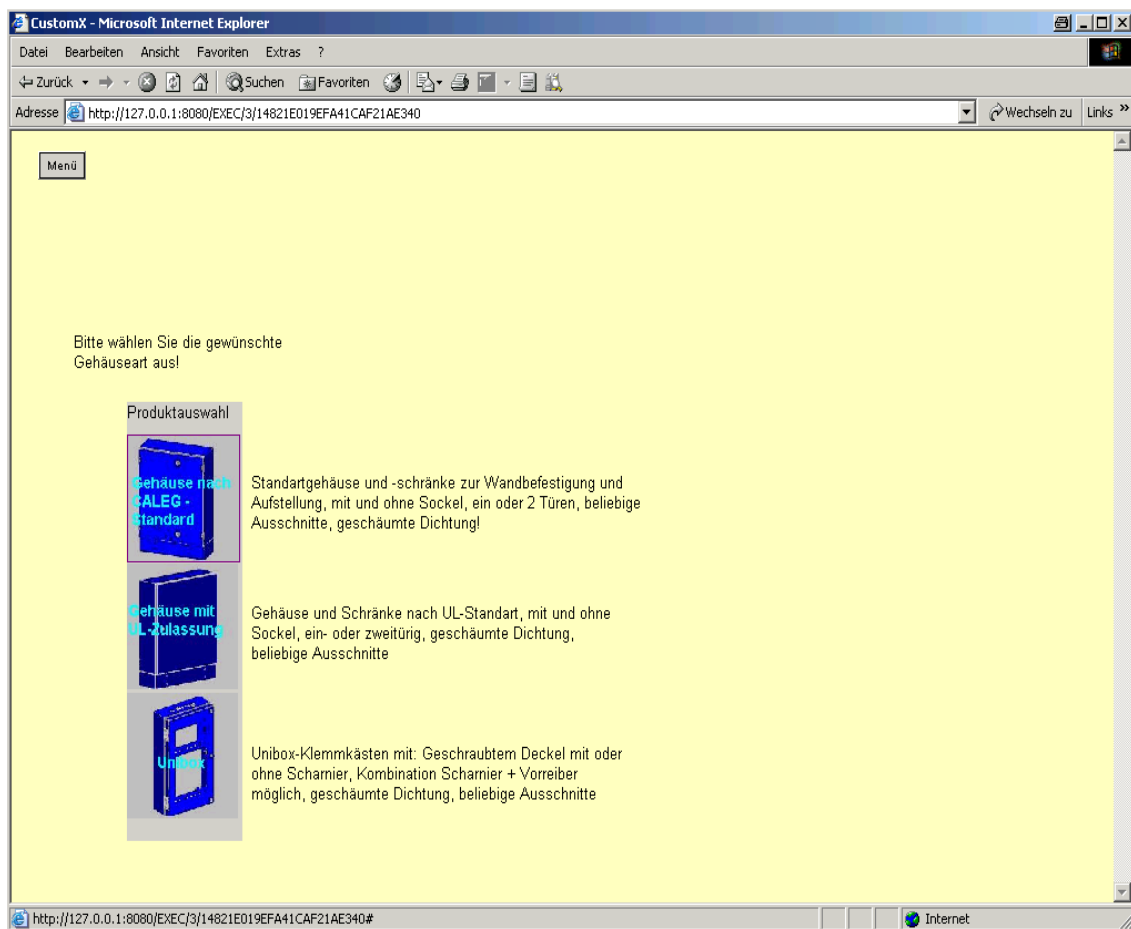 CustomX - Microsoft Internet Explorer
Datei Bearbeiten Ansicht Favoriten Extras ?
Zurück Suchen Favoriten
Adresse http://127.0.0.1:8080/EXEC/3/14821E019EFA41CAF21AE340 Wechseln zu Links »
Menü
Bitte wählen Sie die gewünschte
Gehäuseart aus!
Produktauswahl
Gehäuse nach
CALEG -
Standard
Standartgehäuse und -schränke zur Wandbefestigung und
Aufstellung, mit und ohne Sockel, ein oder 2 Türen, beliebige
Ausschnitte, geschäumte Dichtung!
Gehäuse mit
UL-Zulassung
Gehäuse und Schränke nach UL-Standart, mit und ohne
Sockel, ein- oder zweitürig, geschäumte Dichtung,
beliebige Ausschnitte
Unibox
Unibox-Klemmkästen mit: Geschraubtem Deckel mit oder
ohne Scharnier, Kombination Scharnier + Vorreiber
möglich, geschäumte Dichtung, beliebige Ausschnitte
http://127.0.0.1:8080/EXEC/3/14821E019EFA41CAF21AE340# Internet